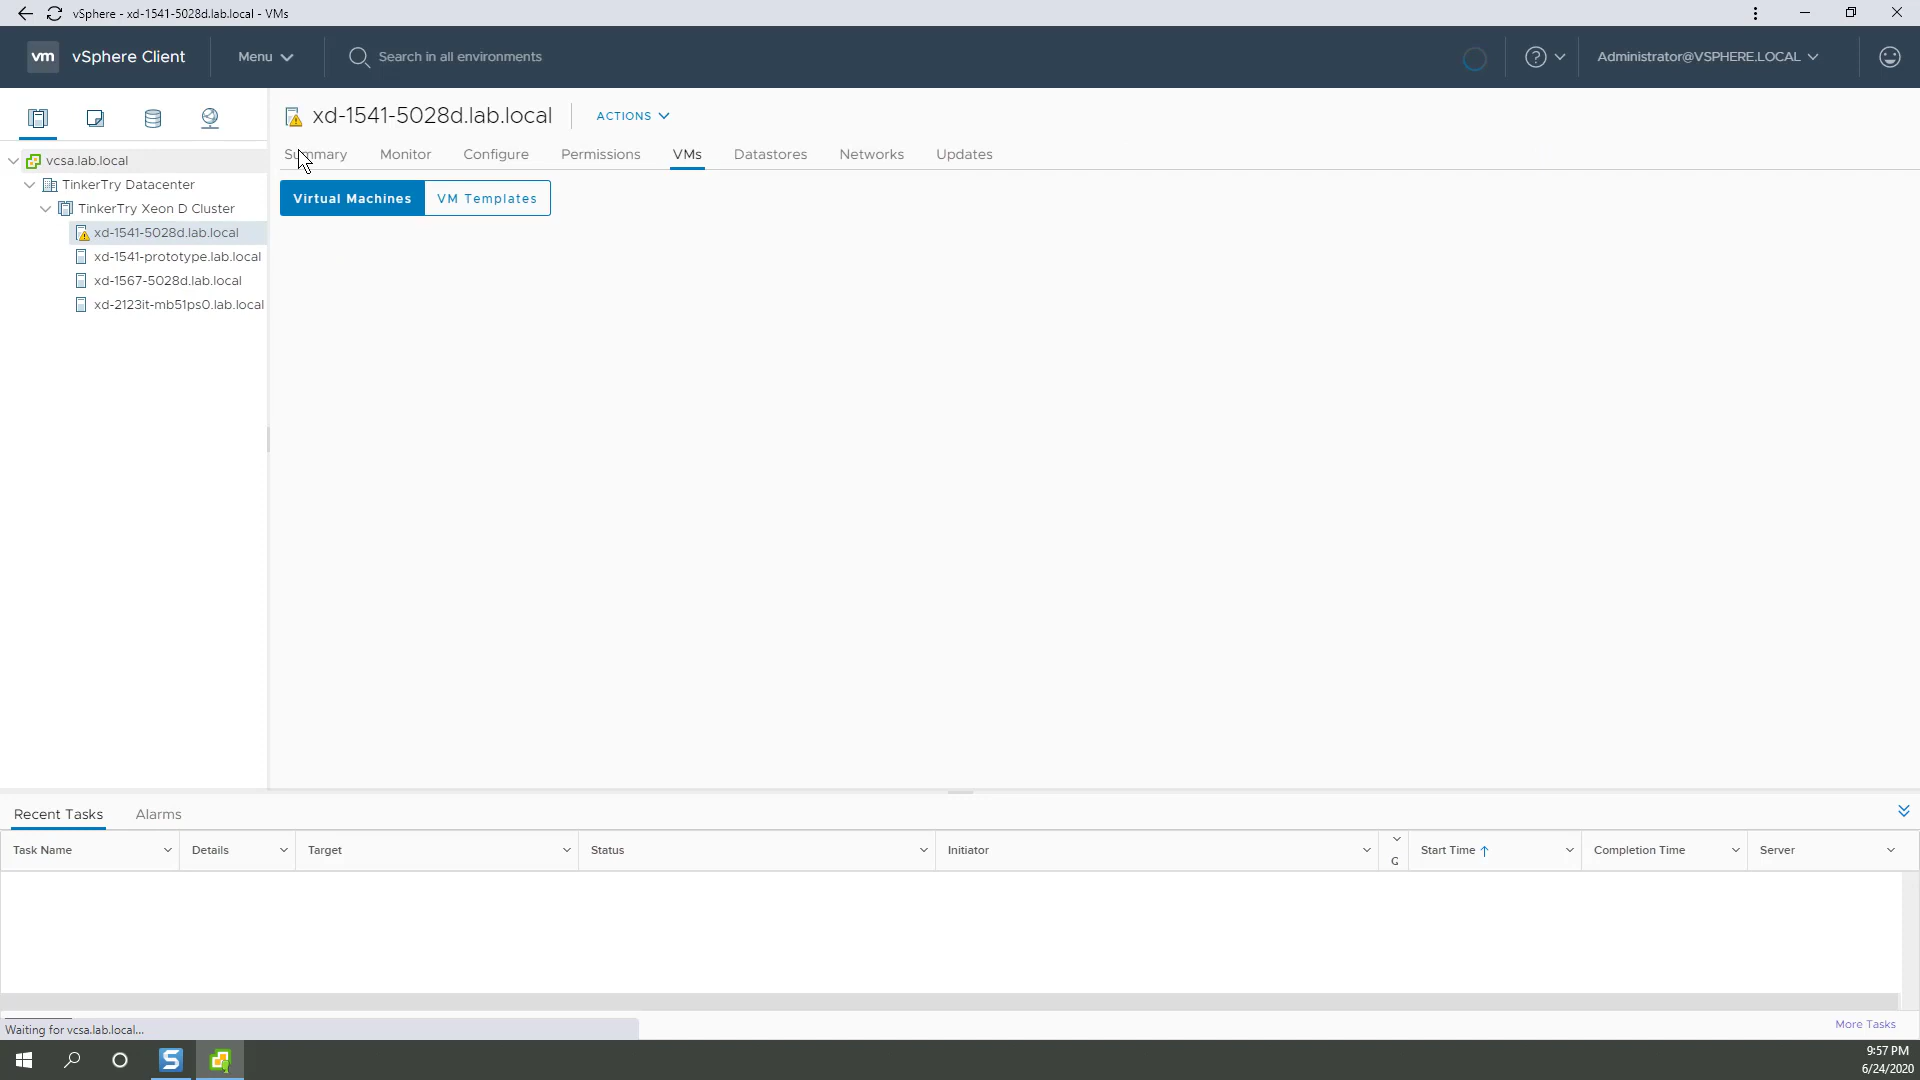 vSphere - xd-1541-5028d.lab.local - VMs
vm vSphere Client Menu Search in all environments Administrator@VSPHERE.LOCAL
xd-1541-5028d.lab.local ACTIONS
Summary Monitor Configure Permissions VMs Datastores Networks Updates
Virtual Machines VM Templates
vcsa.lab.local
TinkerTry Datacenter
TinkerTry Xeon D Cluster
xd-1541-5028d.lab.local
xd-1541-prototype.lab.local
xd-1567-5028d.lab.local
xd-2123it-mb51ps0.lab.local
Recent Tasks Alarms
Task Name Details Target Status Initiator G Start Time Completion Time Server
More Tasks
Waiting for vcsa.lab.local...
9:57 PM
6/24/2020